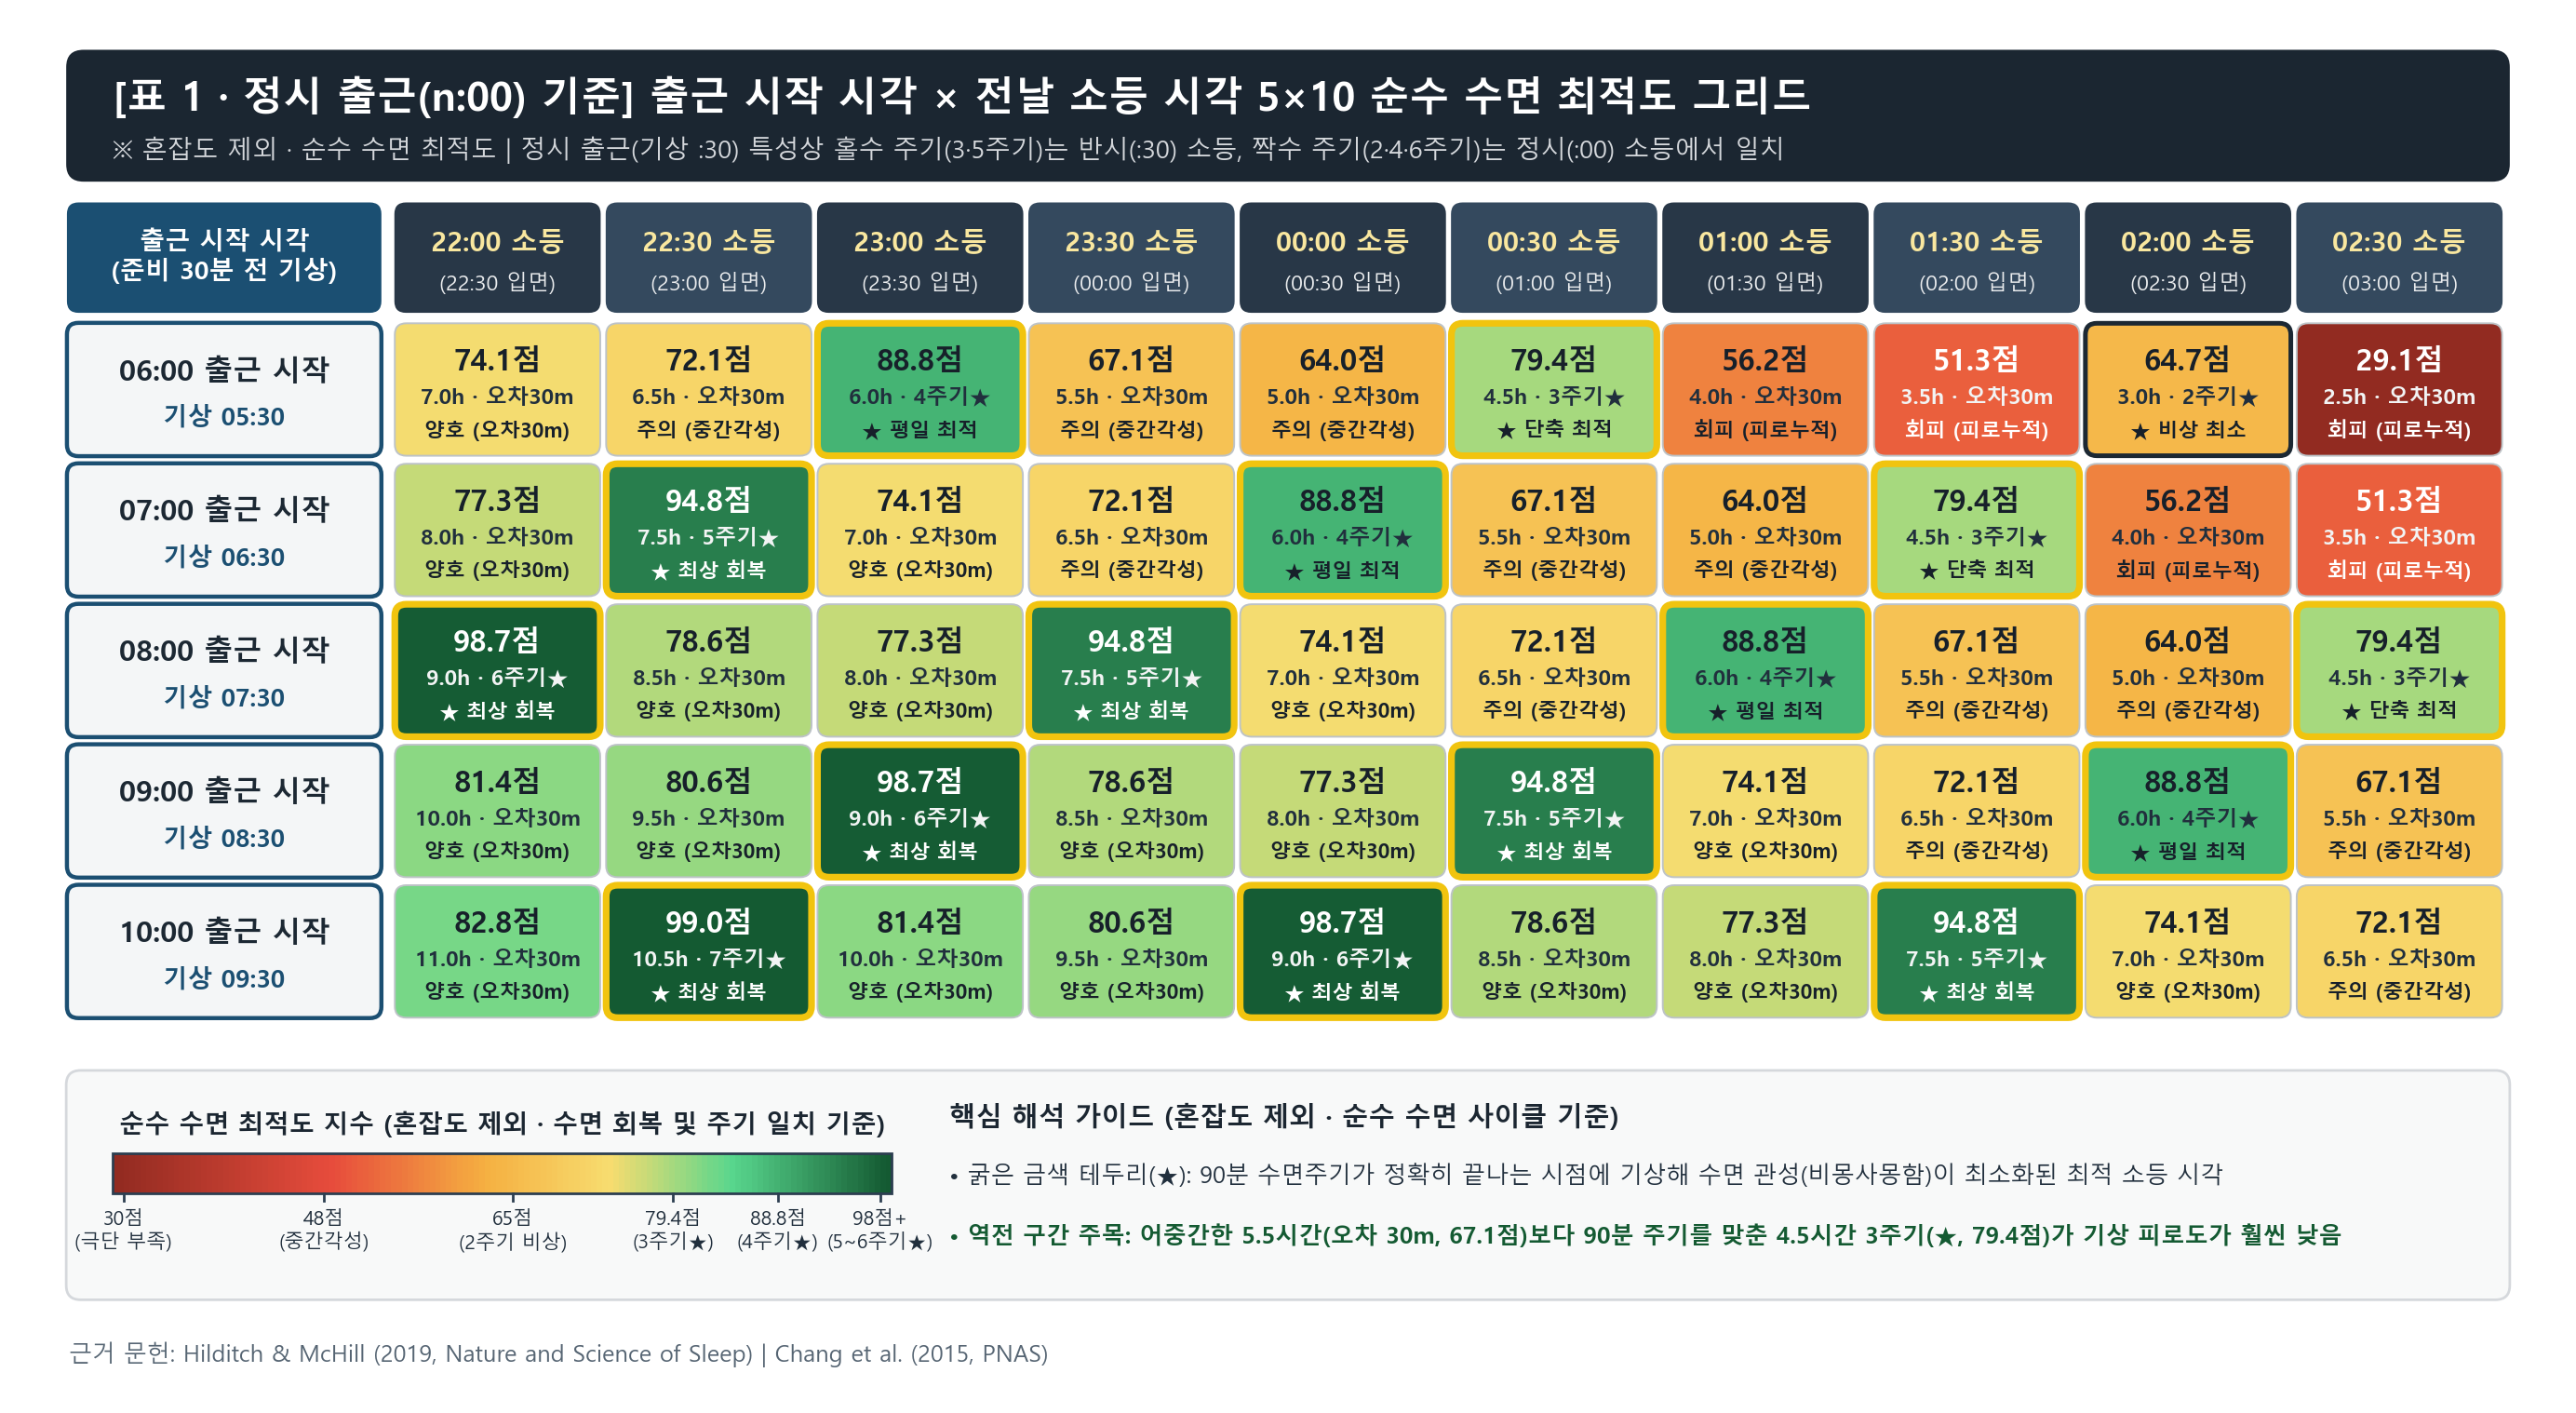 [표 1 · 정시 출근(n:00) 기준] 출근 시작 시각 × 전날 소등 시각 5×10 순수 수면 최적도 그리드
※ 혼잡도 제외 · 순수 수면 최적도 | 정시 출근(기상 :30) 특성상 홀수 주기(3·5주기)는 반시(:30) 소등, 짝수 주기(2·4·6주기)는 정시(:00) 소등에서 일치
출근 시작 시각
(준비 30분 전 기상)
22:00 소등
(22:30 입면)
22:30 소등
(23:00 입면)
23:00 소등
(23:30 입면)
23:30 소등
(00:00 입면)
00:00 소등
(00:30 입면)
00:30 소등
(01:00 입면)
01:00 소등
(01:30 입면)
01:30 소등
(02:00 입면)
02:00 소등
(02:30 입면)
02:30 소등
(03:00 입면)
06:00 출근 시작
기상 05:30
74.1점
7.0h · 오차30m
양호 (오차30m)
72.1점
6.5h · 오차30m
주의 (중간각성)
88.8점
6.0h · 4주기★
★ 평일 최적
67.1점
5.5h · 오차30m
주의 (중간각성)
64.0점
5.0h · 오차30m
주의 (중간각성)
79.4점
4.5h · 3주기★
★ 단축 최적
56.2점
4.0h · 오차30m
회피 (피로누적)
51.3점
3.5h · 오차30m
회피 (피로누적)
64.7점
3.0h · 2주기★
★ 비상 최소
29.1점
2.5h · 오차30m
회피 (피로누적)
07:00 출근 시작
기상 06:30
77.3점
8.0h · 오차30m
양호 (오차30m)
94.8점
7.5h · 5주기★
★ 최상 회복
74.1점
7.0h · 오차30m
양호 (오차30m)
72.1점
6.5h · 오차30m
주의 (중간각성)
88.8점
6.0h · 4주기★
★ 평일 최적
67.1점
5.5h · 오차30m
주의 (중간각성)
64.0점
5.0h · 오차30m
주의 (중간각성)
79.4점
4.5h · 3주기★
★ 단축 최적
56.2점
4.0h · 오차30m
회피 (피로누적)
51.3점
3.5h · 오차30m
회피 (피로누적)
08:00 출근 시작
기상 07:30
98.7점
9.0h · 6주기★
★ 최상 회복
78.6점
8.5h · 오차30m
양호 (오차30m)
77.3점
8.0h · 오차30m
양호 (오차30m)
94.8점
7.5h · 5주기★
★ 최상 회복
74.1점
7.0h · 오차30m
양호 (오차30m)
72.1점
6.5h · 오차30m
주의 (중간각성)
88.8점
6.0h · 4주기★
★ 평일 최적
67.1점
5.5h · 오차30m
주의 (중간각성)
64.0점
5.0h · 오차30m
주의 (중간각성)
79.4점
4.5h · 3주기★
★ 단축 최적
09:00 출근 시작
기상 08:30
81.4점
10.0h · 오차30m
양호 (오차30m)
80.6점
9.5h · 오차30m
양호 (오차30m)
98.7점
9.0h · 6주기★
★ 최상 회복
78.6점
8.5h · 오차30m
양호 (오차30m)
77.3점
8.0h · 오차30m
양호 (오차30m)
94.8점
7.5h · 5주기★
★ 최상 회복
74.1점
7.0h · 오차30m
양호 (오차30m)
72.1점
6.5h · 오차30m
주의 (중간각성)
88.8점
6.0h · 4주기★
★ 평일 최적
67.1점
5.5h · 오차30m
주의 (중간각성)
10:00 출근 시작
기상 09:30
82.8점
11.0h · 오차30m
양호 (오차30m)
99.0점
10.5h · 7주기★
★ 최상 회복
81.4점
10.0h · 오차30m
양호 (오차30m)
80.6점
9.5h · 오차30m
양호 (오차30m)
98.7점
9.0h · 6주기★
★ 최상 회복
78.6점
8.5h · 오차30m
양호 (오차30m)
77.3점
8.0h · 오차30m
양호 (오차30m)
94.8점
7.5h · 5주기★
★ 최상 회복
74.1점
7.0h · 오차30m
양호 (오차30m)
72.1점
6.5h · 오차30m
주의 (중간각성)
순수 수면 최적도 지수 (혼잡도 제외 · 수면 회복 및 주기 일치 기준)
30점
(극단 부족)
48점
(중간각성)
65점
(2주기 비상)
79.4점
(3주기★)
88.8점
(4주기★)
98점+
(5~6주기★)
핵심 해석 가이드 (혼잡도 제외 · 순수 수면 사이클 기준)
• 굵은 금색 테두리(★): 90분 수면주기가 정확히 끝나는 시점에 기상해 수면 관성(비몽사몽함)이 최소화된 최적 소등 시각
• 역전 구간 주목: 어중간한 5.5시간(오차 30m, 67.1점)보다 90분 주기를 맞춘 4.5시간 3주기(★, 79.4점)가 기상 피로도가 훨씬 낮음
근거 문헌: Hilditch & McHill (2019, Nature and Science of Sleep) | Chang et al. (2015, PNAS)